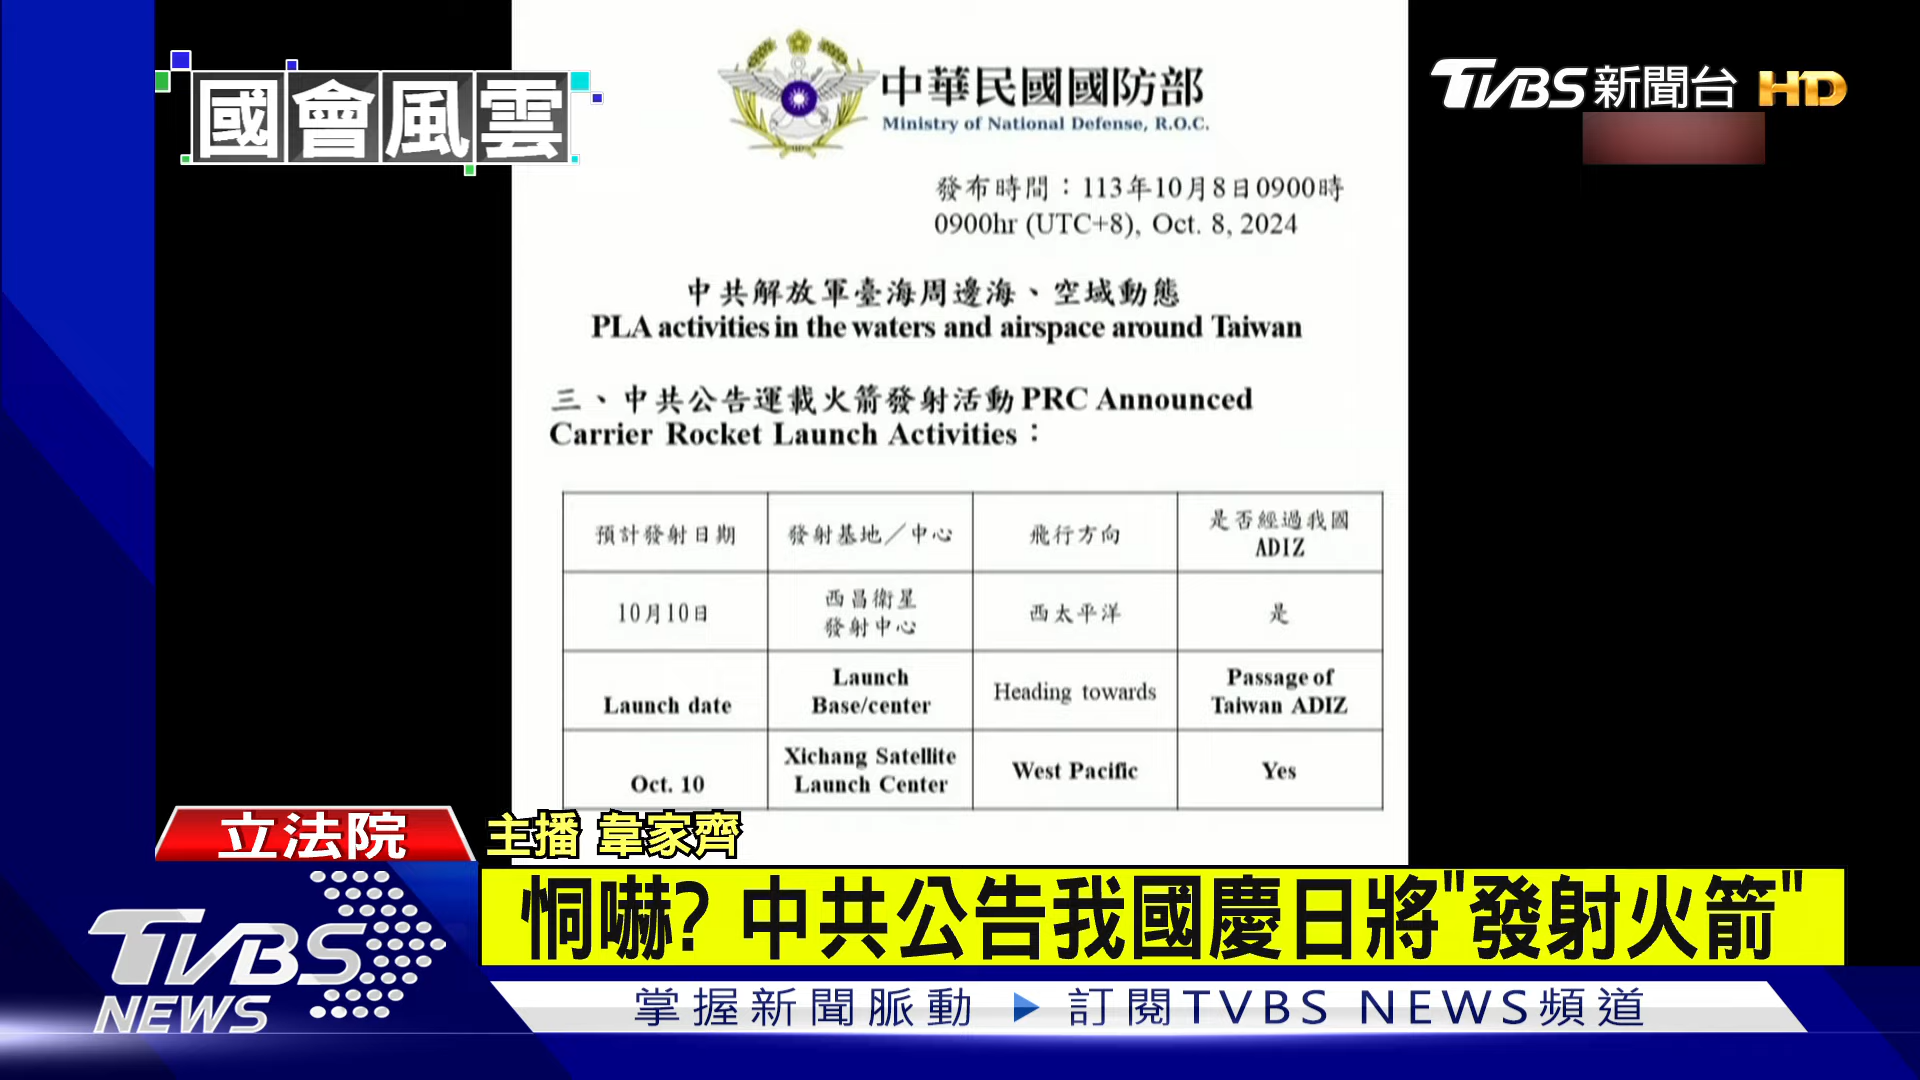 國會風雲
TVBS新聞台 HD
中華民國國防部
Ministry of National Defense, R.O.C.
發布時間：113年10月8日0900時
0900hr (UTC+8), Oct. 8, 2024
中共解放軍臺海周邊海、空域動態
PLA activities in the waters and airspace around Taiwan
三、中共公告運載火箭發射活動 PRC Announced
Carrier Rocket Launch Activities：
預計發射日期 發射基地／中心 飛行方向 是否經過我國 ADIZ
10月10日 西昌衛星發射中心 西太平洋 是
Launch date Launch Base/center Heading towards Passage of Taiwan ADIZ
Oct. 10 Xichang Satellite Launch Center West Pacific Yes
立法院
主播 韋家齊
恫嚇? 中共公告我國慶日將"發射火箭"
TVBS NEWS
掌握新聞脈動 ▶ 訂閱TVBS NEWS頻道